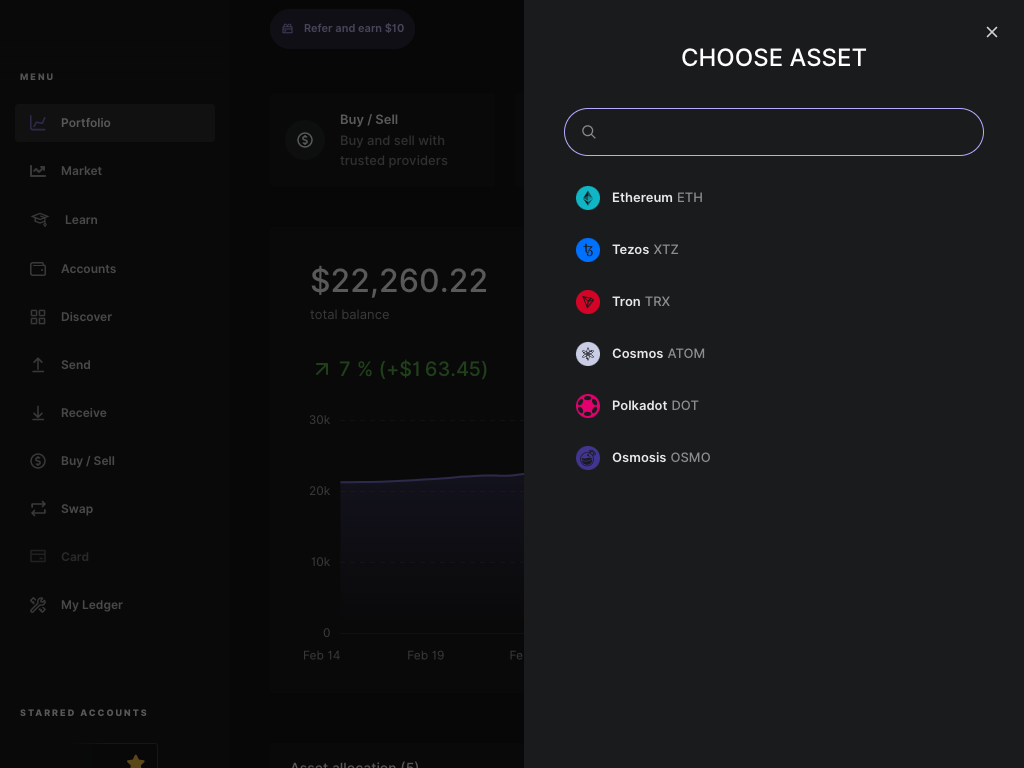 Refer and earn $10
MENU
Portfolio
Market
Learn
Accounts
Discover
Send
Receive
Buy / Sell
Swap
Card
My Ledger
STARRED ACCOUNTS
Buy / Sell
Buy and sell with
trusted providers
$22,260.22
total balance
7 % (+$163.45)
30k
20k
10k
0
Feb 14
Feb 19
Fe
Asset allocation (5)
CHOOSE ASSET
Ethereum ETH
Tezos XTZ
Tron TRX
Cosmos ATOM
Polkadot DOT
Osmosis OSMO